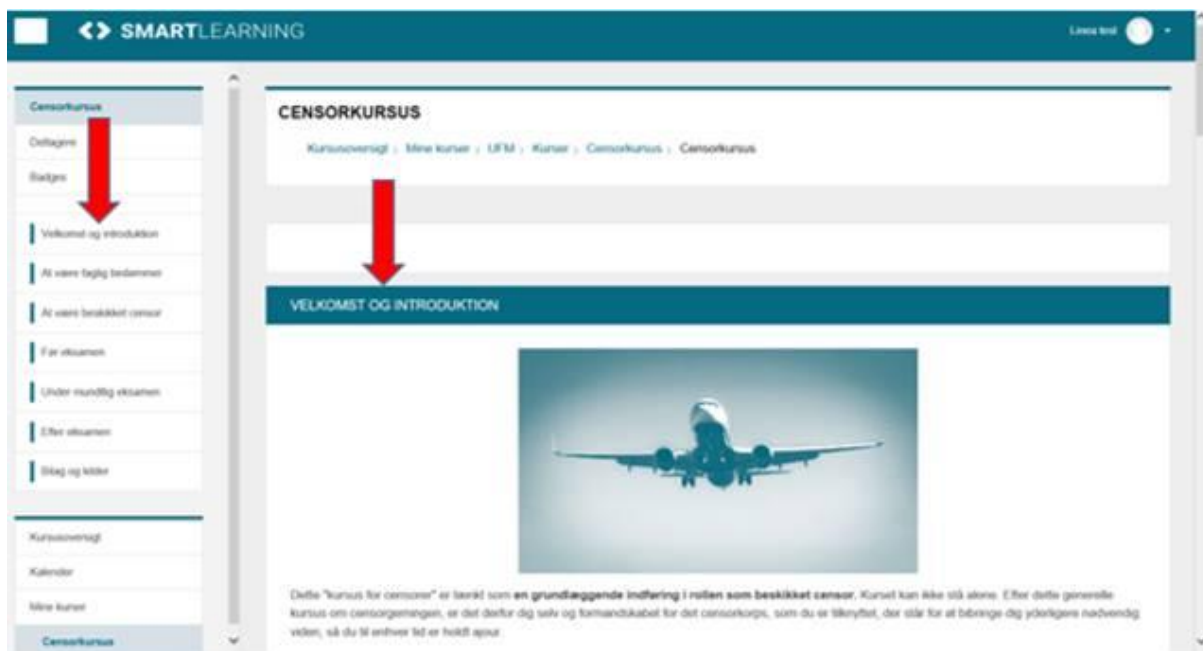 SMARTLEARNING
Linea test
Censorkursus
Deltagere
Badges
Velkomst og introduktion
At være faglig bedømmer
At være beskikket censor
Før eksamen
Under mundtlig eksamen
Efter eksamen
Bilag og kilder
Kursusoversigt
Kalender
Mine kurser
Censorkursus
CENSORKURSUS
Kursusoversigt / Mine kurser / UFM / Kurser / Censorkursus / Censorkursus
VELKOMST OG INTRODUKTION
Dette "kursus for censorer" er tænkt som en grundlæggende indføring i rollen som beskikket censor. Kurset kan ikke stå alene. Efter dette generelle
kursus om censorgerningen, er det derfor dig selv og formandskabet for det censorkorps, som du er tilknyttet, der står for at bibringe dig yderligere nødvendig
viden, så du til enhver tid er holdt ajour.